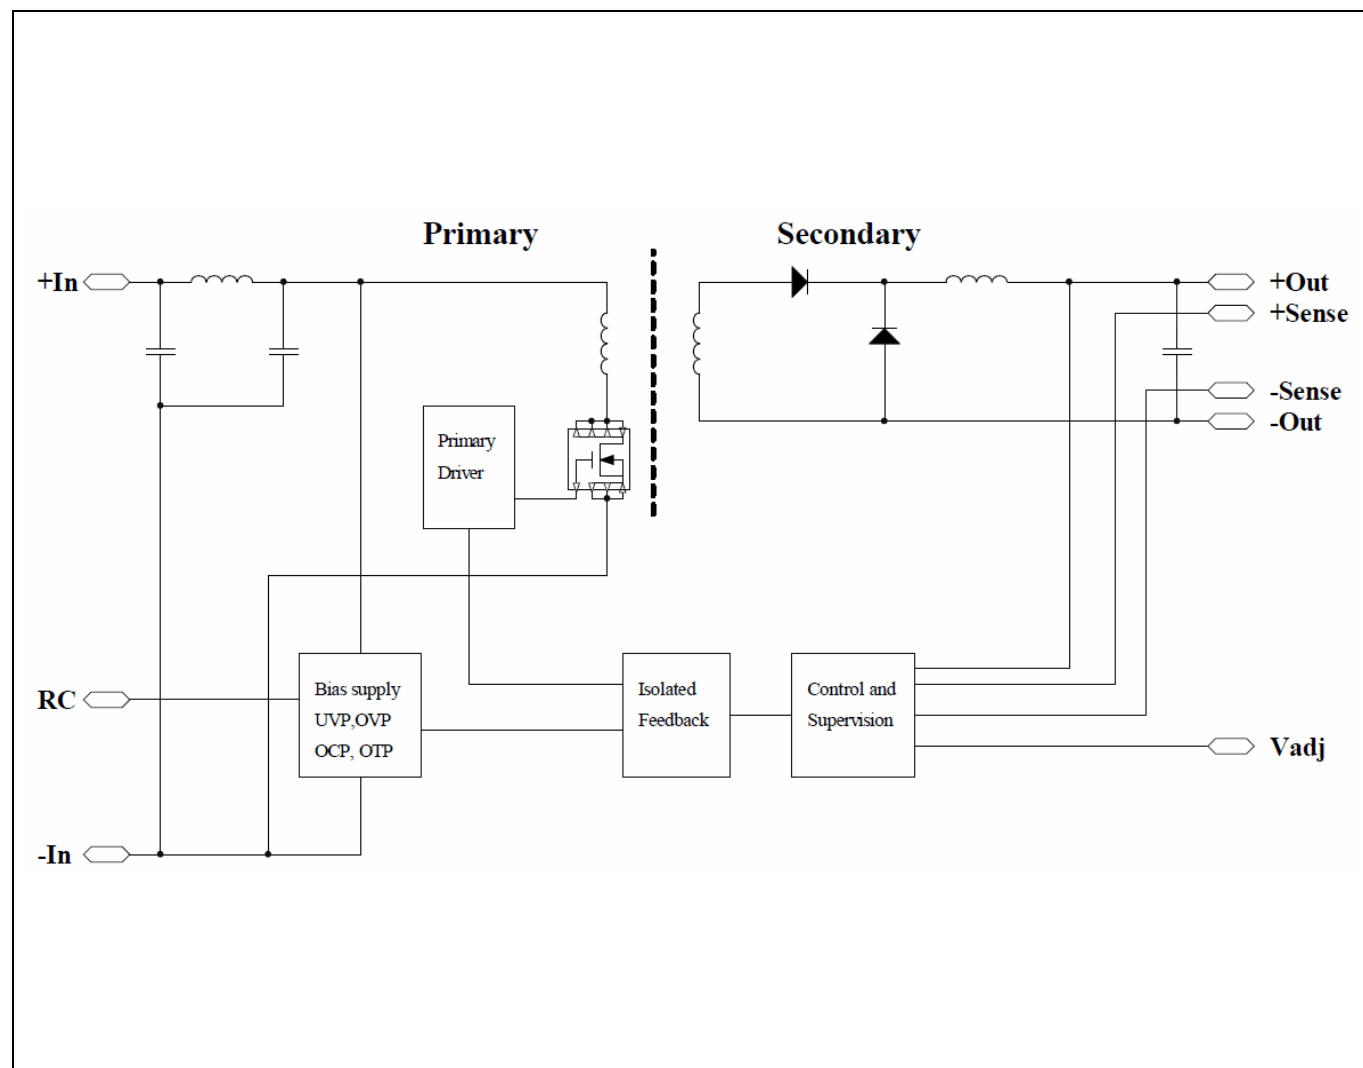 Primary
Secondary
+In
+Out
+Sense
-Sense
-Out
Primary
Driver
RC
Bias supply
UVP,OVP
OCP, OTP
Isolated
Feedback
Control and
Supervision
Vadj
-In